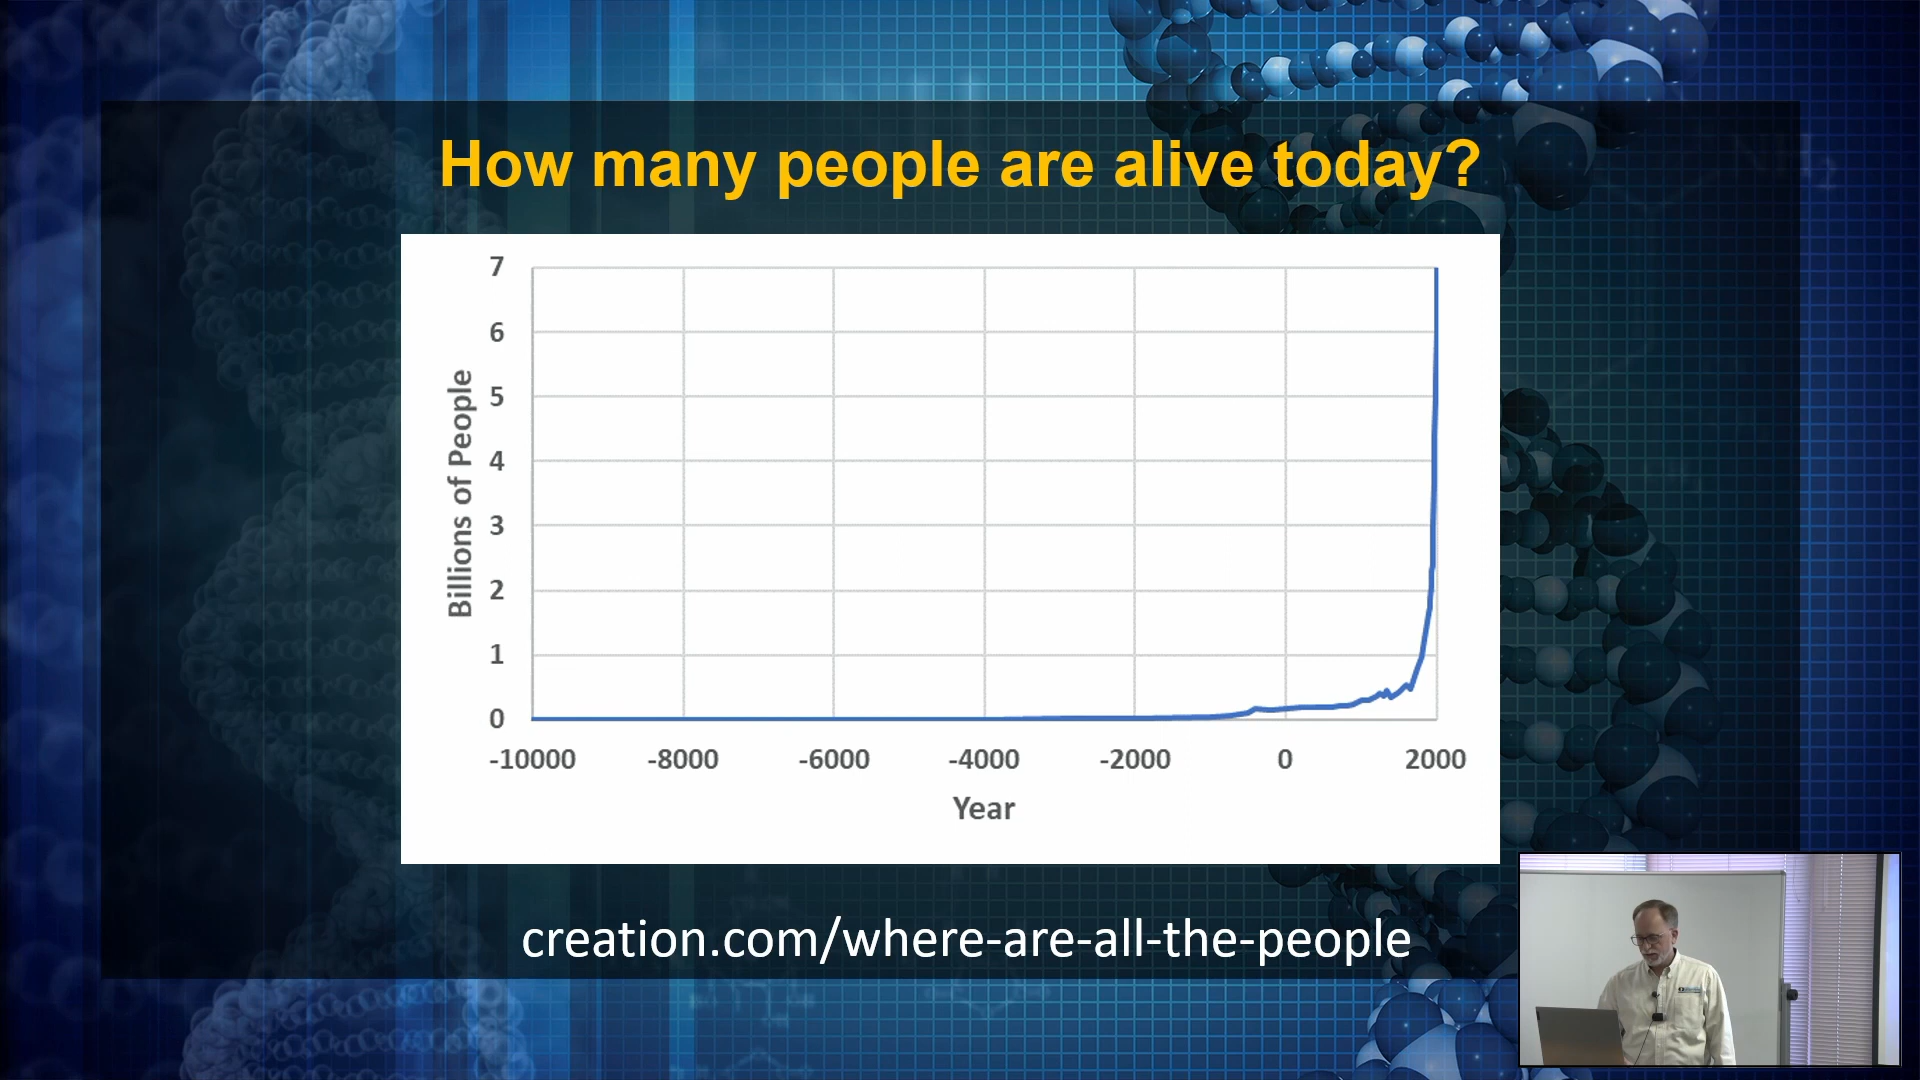 How many people are alive today?
7
6
5
4
3
2
1
0
Billions of People
-10000 -8000 -6000 -4000 -2000 0 2000
Year
creation.com/where-are-all-the-people